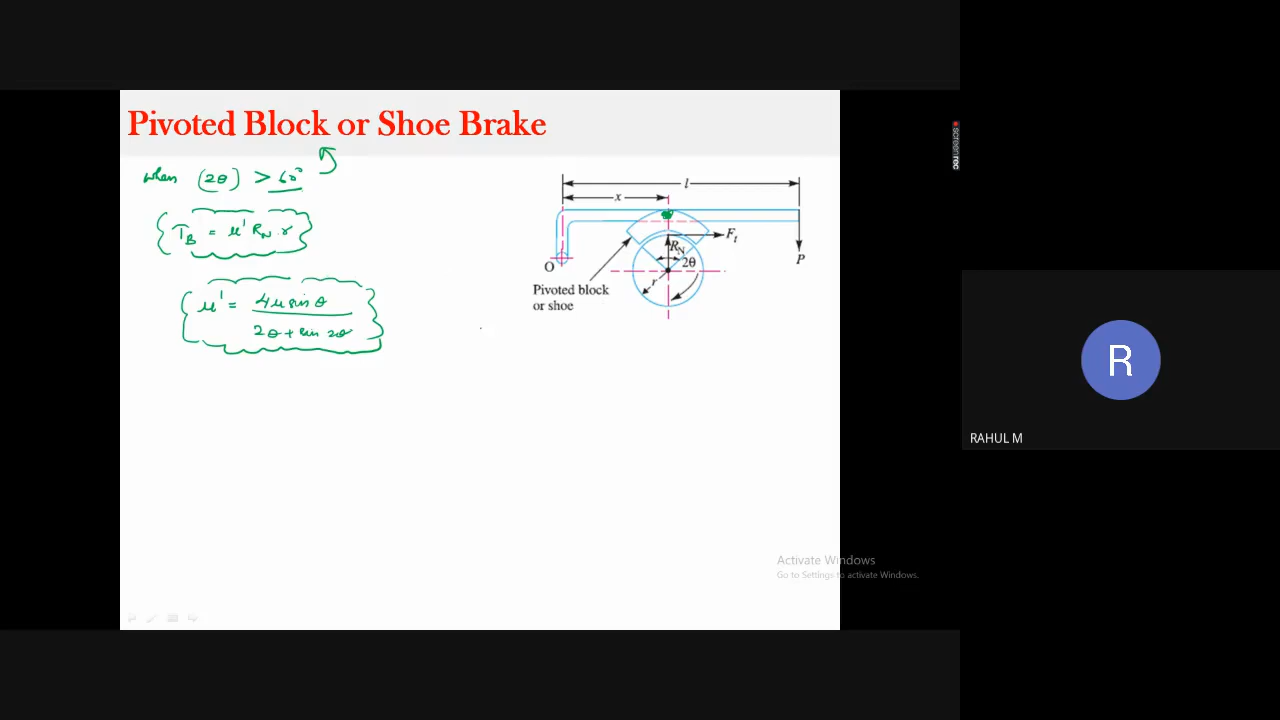 Pivoted Block or Shoe Brake
when (2θ) > 60°
T_B = μ' R_N . r
μ' = 4μ sin θ
2θ + sin 2θ
l
x
F_t
R_N
2θ
P
O
r
Pivoted block
or shoe
screenrec
R
RAHUL M
Activate Windows
Go to Settings to activate Windows.